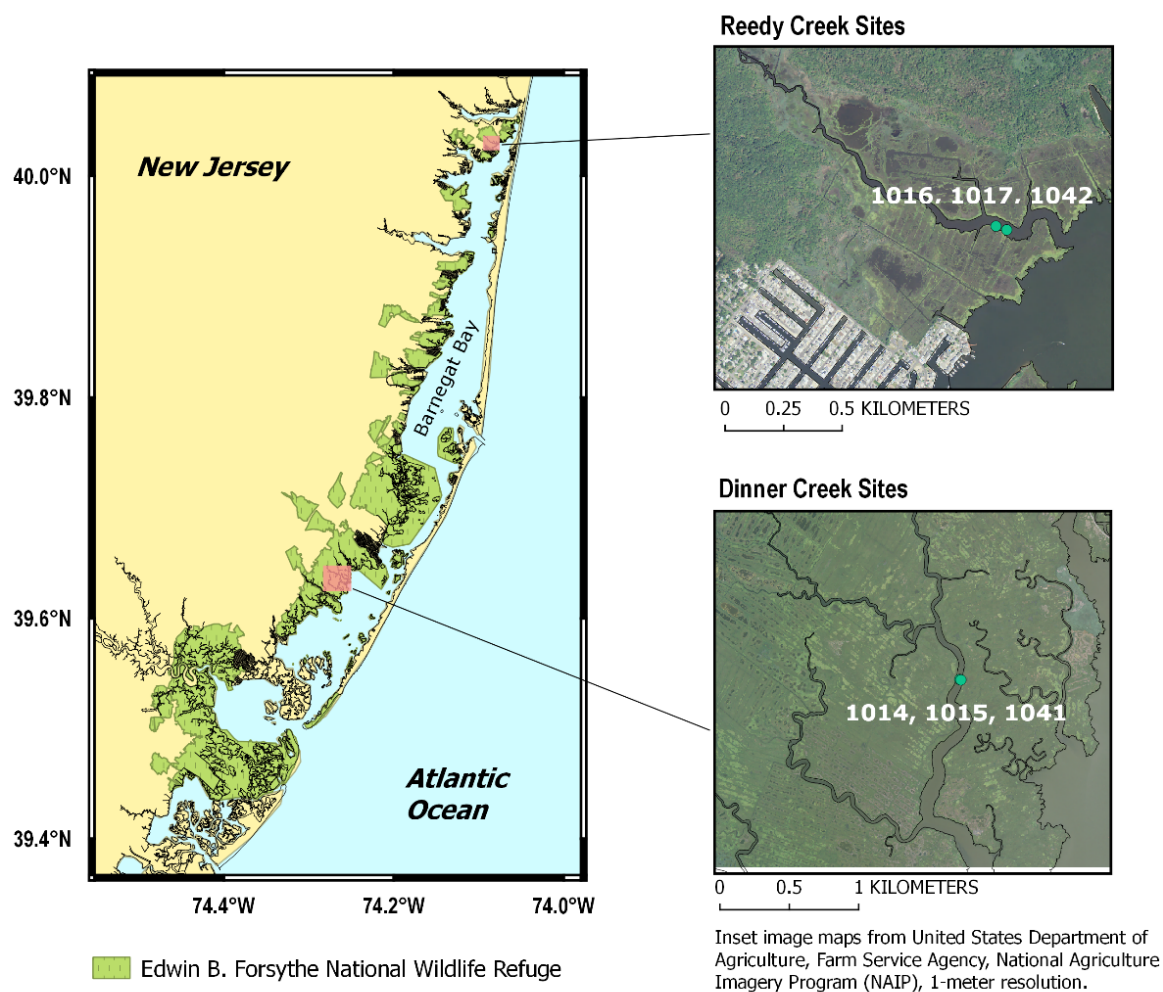 Reedy Creek Sites
New Jersey
40.0°N
1016, 1017, 1042
Barnegat Bay
39.8°N
0 0.25 0.5 KILOMETERS
Dinner Creek Sites
39.6°N
1014, 1015, 1041
Atlantic
Ocean
39.4°N
74.4°W 74.2°W 74.0°W
0 0.5 1 KILOMETERS
Edwin B. Forsythe National Wildlife Refuge
Inset image maps from United States Department of
Agriculture, Farm Service Agency, National Agriculture
Imagery Program (NAIP), 1-meter resolution.